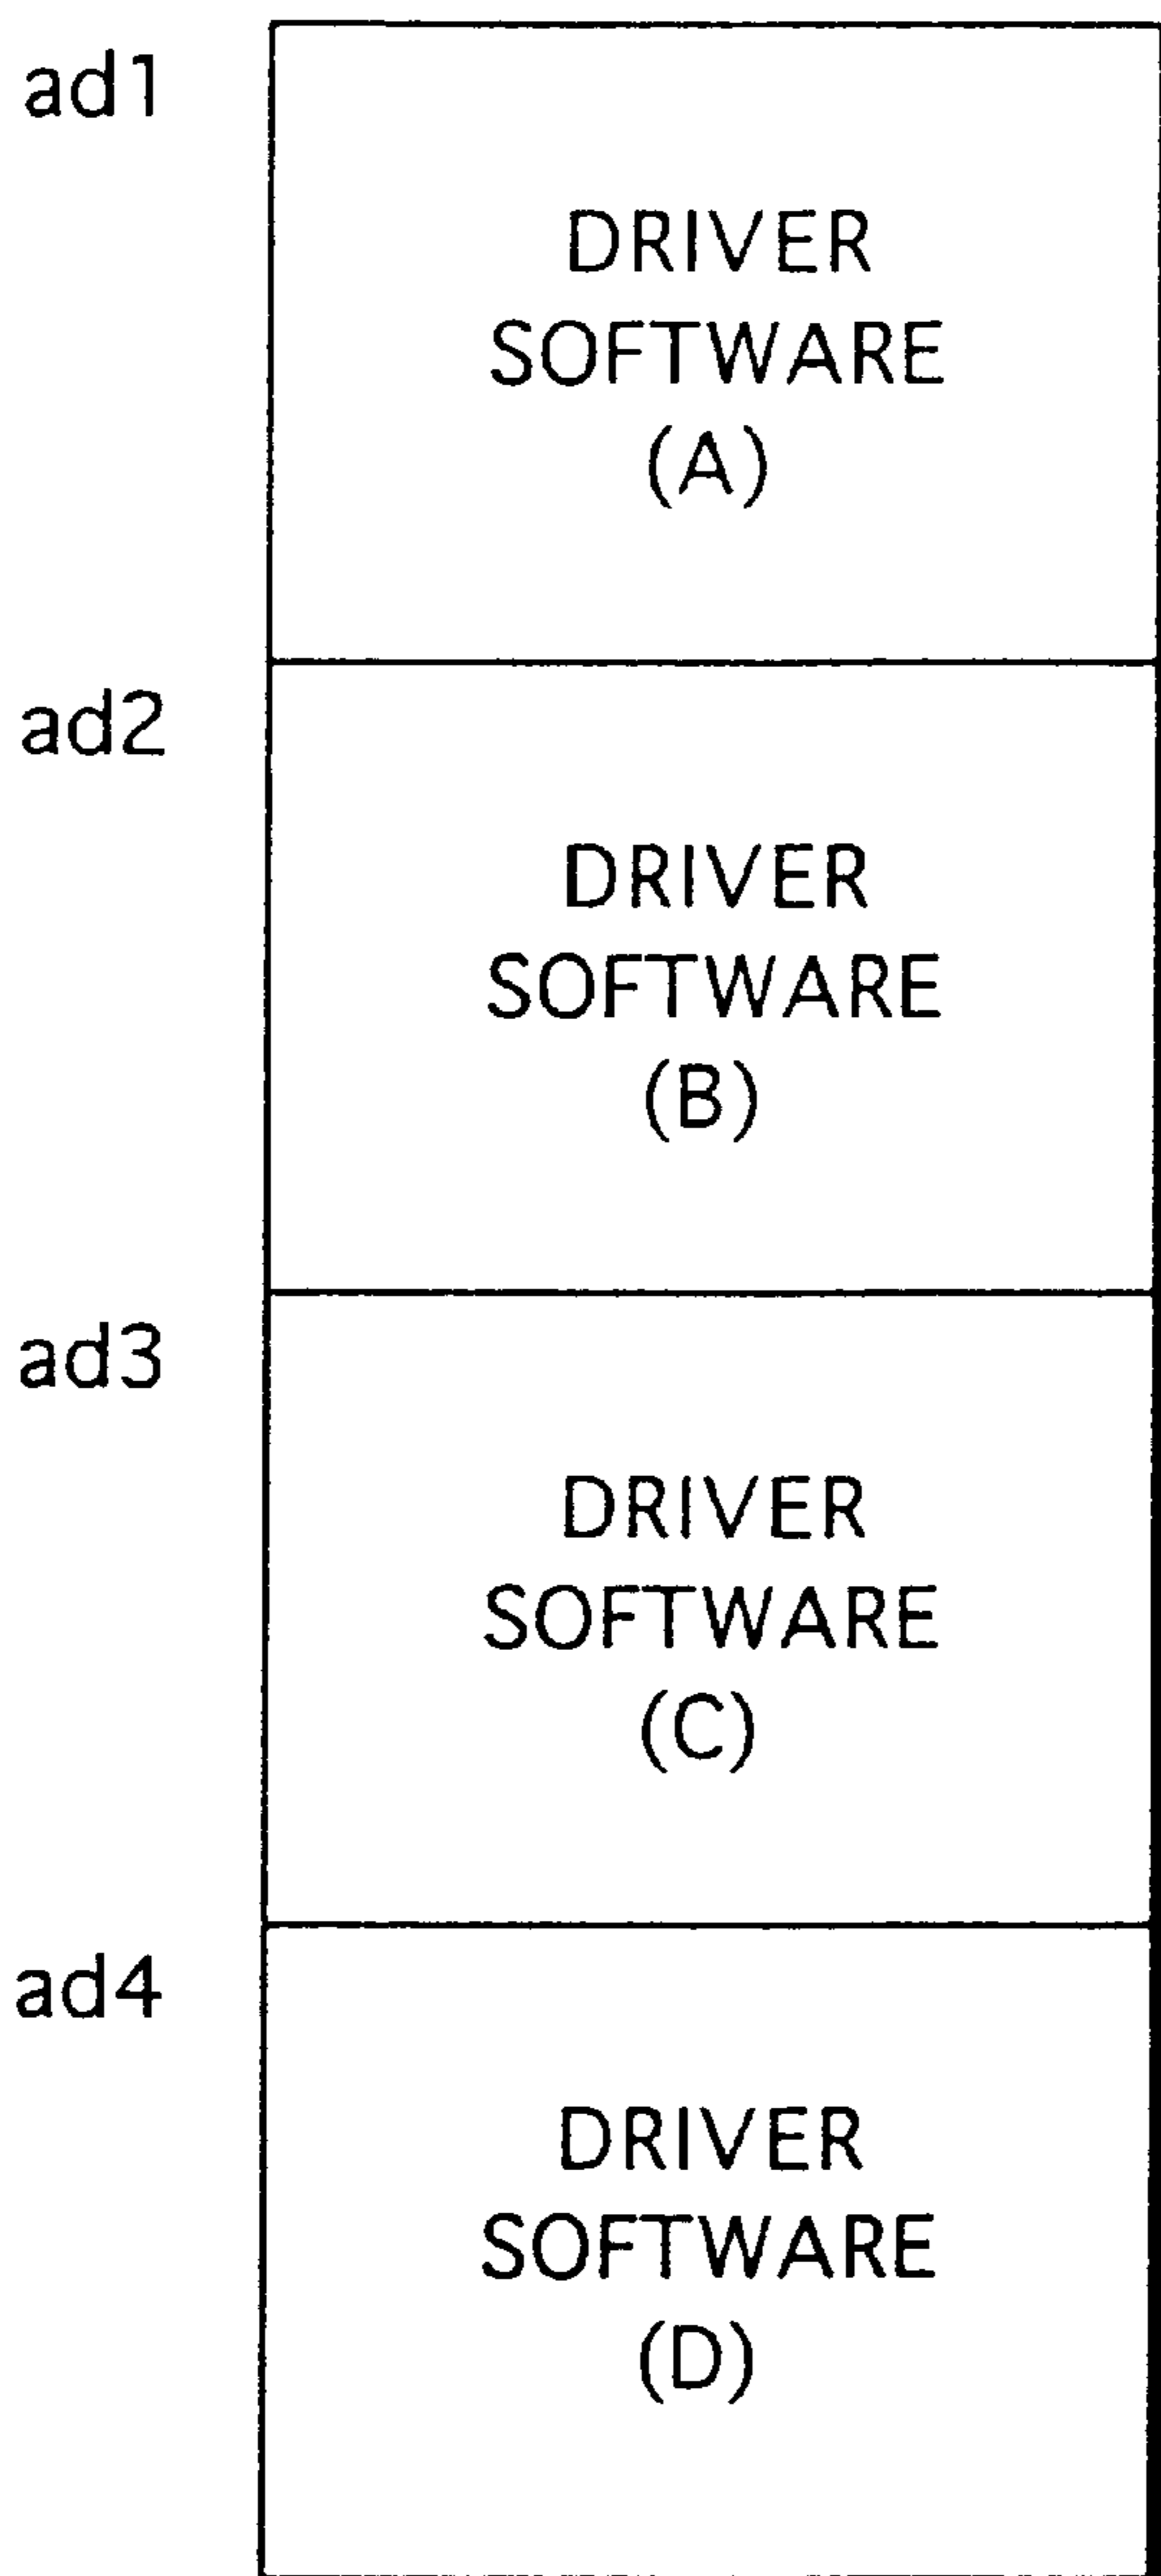 ad1
DRIVER
SOFTWARE
(A)
ad2
DRIVER
SOFTWARE
(B)
ad3
DRIVER
SOFTWARE
(C)
ad4
DRIVER
SOFTWARE
(D)